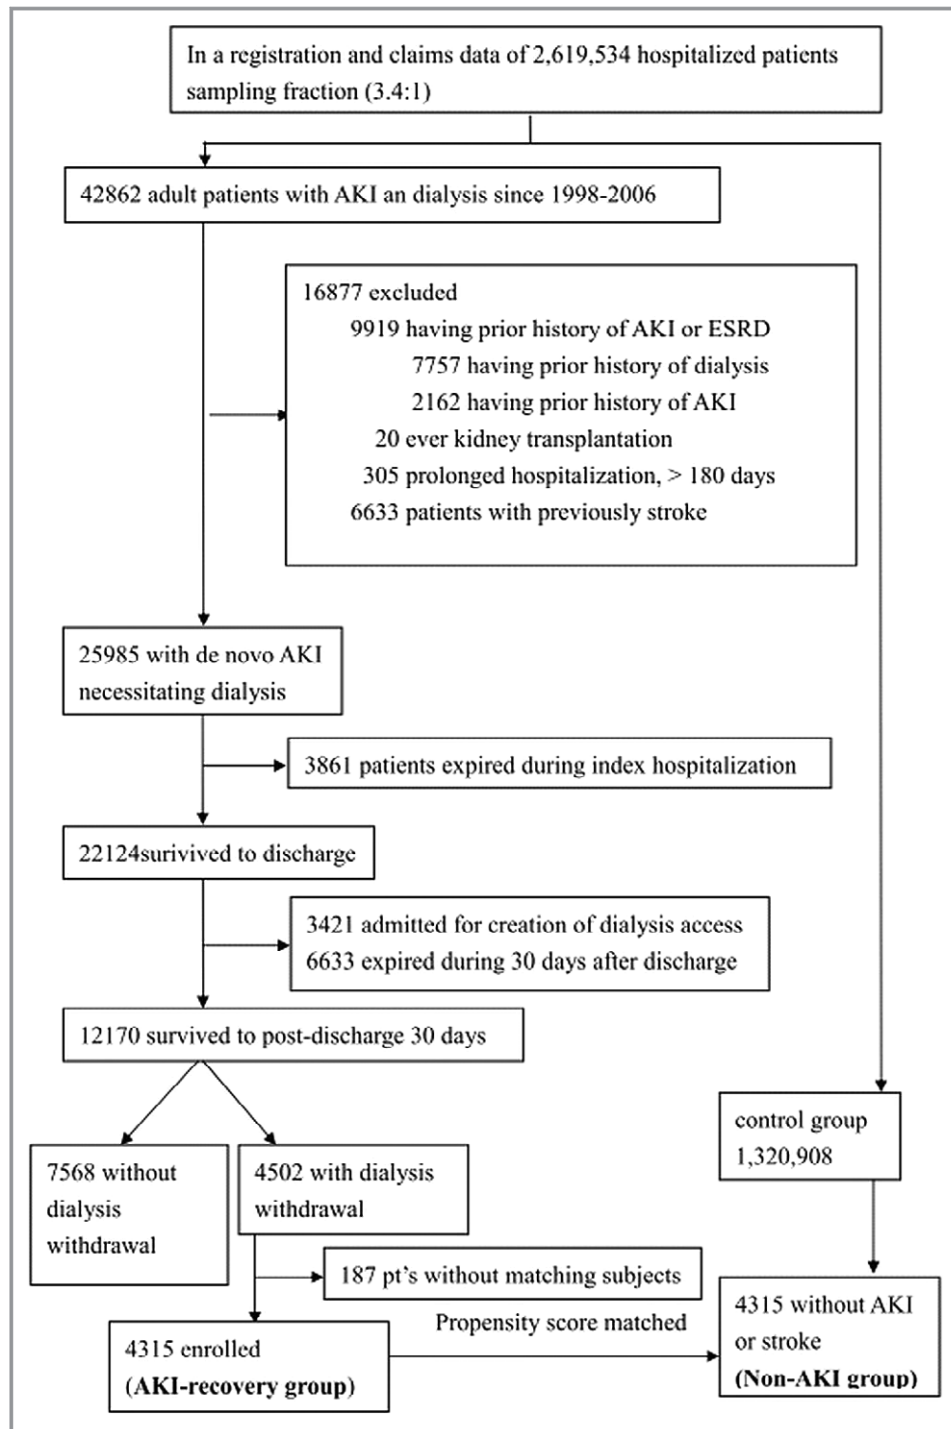 In a registration and claims data of 2,619,534 hospitalized patients
sampling fraction (3.4:1)
42862 adult patients with AKI an dialysis since 1998-2006
16877 excluded
9919 having prior history of AKI or ESRD
7757 having prior history of dialysis
2162 having prior history of AKI
20 ever kidney transplantation
305 prolonged hospitalization, > 180 days
6633 patients with previously stroke
25985 with de novo AKI
necessitating dialysis
3861 patients expired during index hospitalization
22124surivived to discharge
3421 admitted for creation of dialysis access
6633 expired during 30 days after discharge
12170 survived to post-discharge 30 days
7568 without
dialysis
withdrawal
4502 with dialysis
withdrawal
control group
1,320,908
187 pt's without matching subjects
4315 enrolled
(AKI-recovery group)
Propensity score matched
4315 without AKI
or stroke
(Non-AKI group)